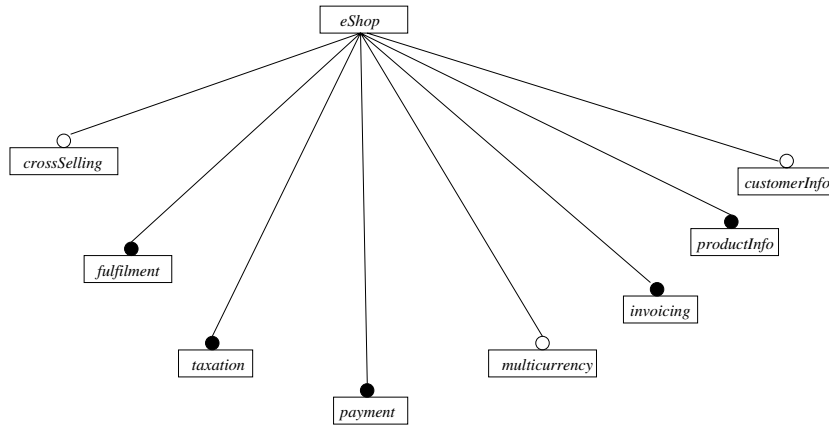 eShop
crossSelling
customerInfo
productInfo
fulfilment
invoicing
taxation
multicurrency
payment